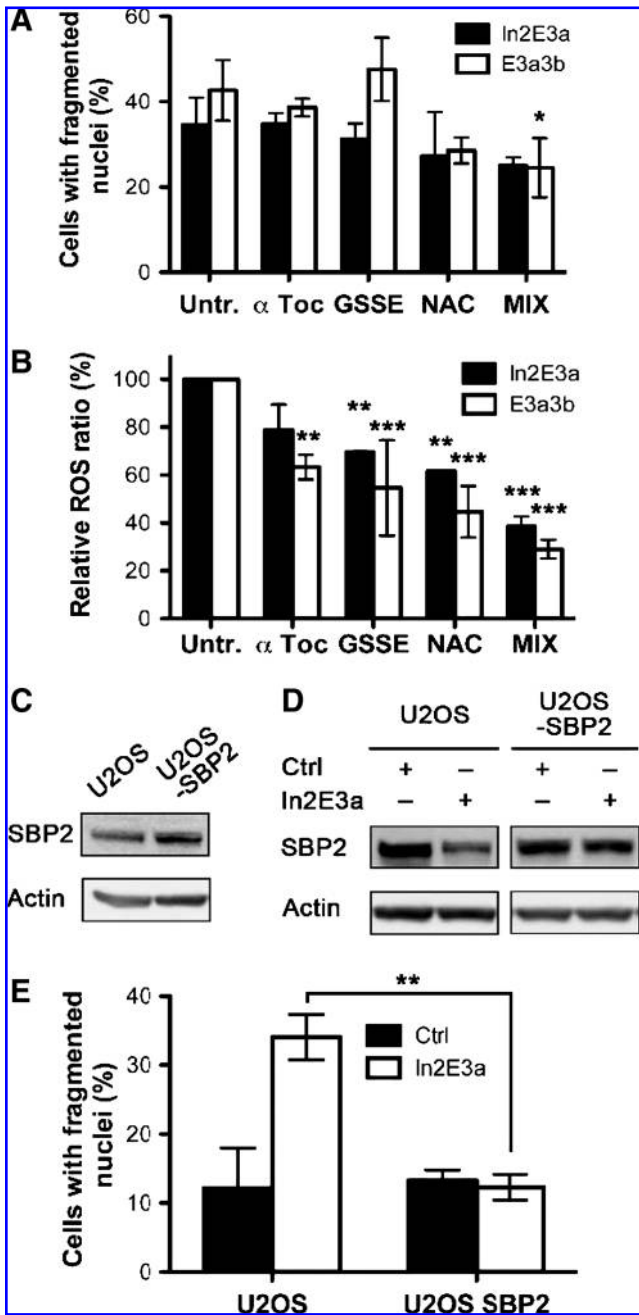 A
Cells with fragmented
nuclei (%)
60
40
20
0
In2E3a
E3a3b
*
Untr. α Toc GSSE NAC MIX
B
Relative ROS ratio (%)
100
80
60
40
20
0
In2E3a
E3a3b
** ** *** ** *** *** ***
Untr. α Toc GSSE NAC MIX
C
U2OS
U2OS
-SBP2
SBP2
Actin
D
U2OS
U2OS
-SBP2
Ctrl + – + –
In2E3a – + – +
SBP2
Actin
E
Cells with fragmented
nuclei (%)
40
30
20
10
0
**
Ctrl
In2E3a
U2OS U2OS SBP2